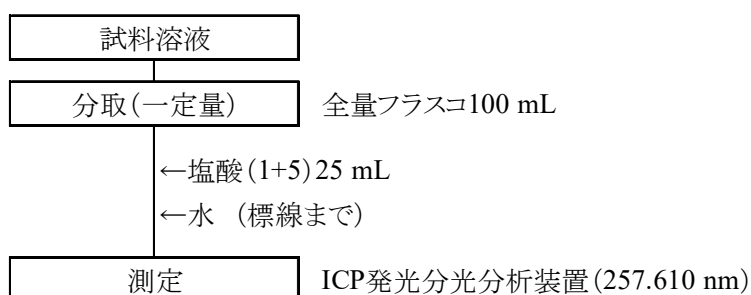 試料溶液
分取(一定量) 全量フラスコ100 mL
←塩酸(1+5)25 mL
←水 (標線まで)
測定 ICP発光分光分析装置(257.610 nm)